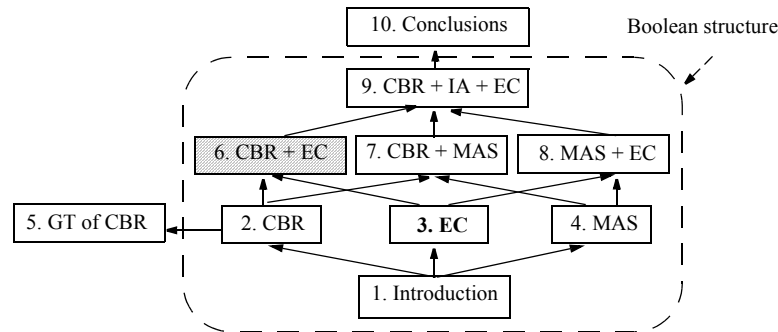 10. Conclusions
Boolean structure
9. CBR + IA + EC
6. CBR + EC
7. CBR + MAS
8. MAS + EC
5. GT of CBR
2. CBR
3. EC
4. MAS
1. Introduction